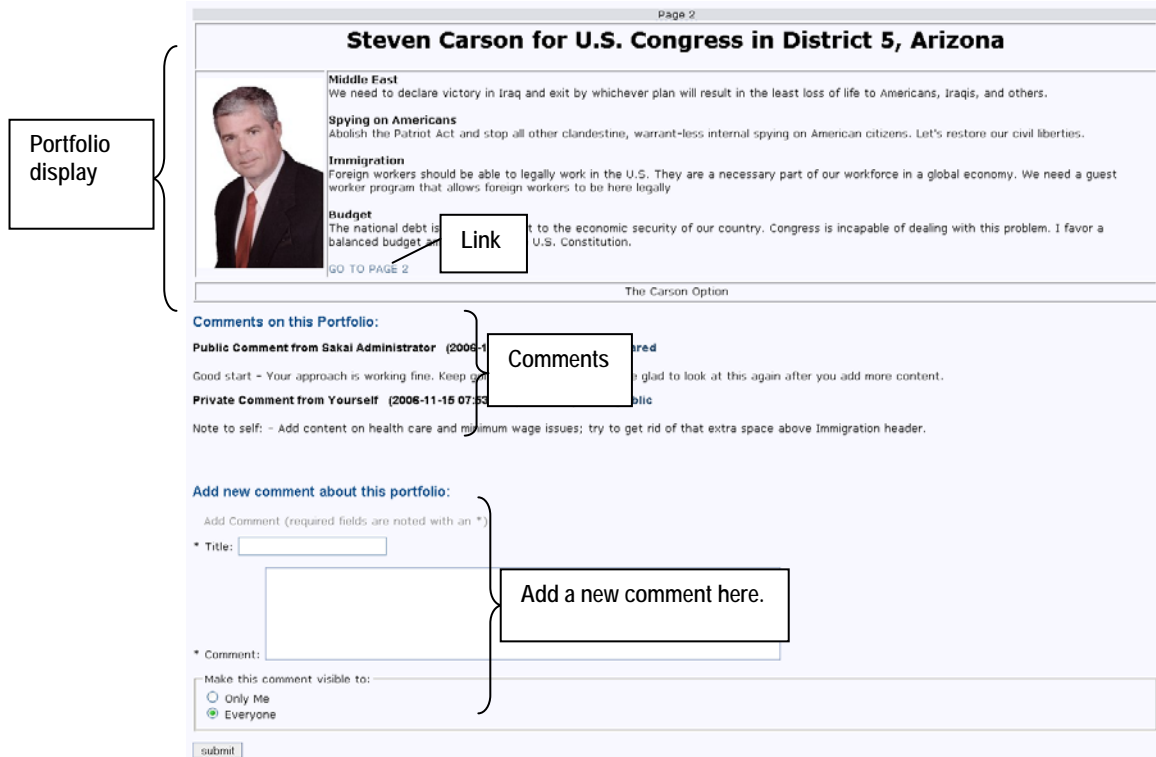 Page 2
Steven Carson for U.S. Congress in District 5, Arizona
Portfolio
display
Middle East
We need to declare victory in Iraq and exit by whichever plan will result in the least loss of life to Americans, Iraqis, and others.
Spying on Americans
Abolish the Patriot Act and stop all other clandestine, warrant-less internal spying on American citizens. Let's restore our civil liberties.
Immigration
Foreign workers should be able to legally work in the U.S. They are a necessary part of our workforce in a global economy. We need a guest
worker program that allows foreign workers to be here legally
Budget
The national debt is t to the economic security of our country. Congress is incapable of dealing with this problem. I favor a
balanced budget U.S. Constitution.
Link
GO TO PAGE 2
The Carson Option
Comments on this Portfolio:
Public Comment from Sakai Administrator (2006-1 ared
Comments
Good start - Your approach is working fine. Keep glad to look at this again after you add more content.
Private Comment from Yourself (2006-11-15 07:53 blic
Note to self: - Add content on health care and minimum wage issues; try to get rid of that extra space above Immigration header.
Add new comment about this portfolio:
Add Comment (required fields are noted with an *)
* Title:
Add a new comment here.
* Comment:
Make this comment visible to:
Only Me
Everyone
submit